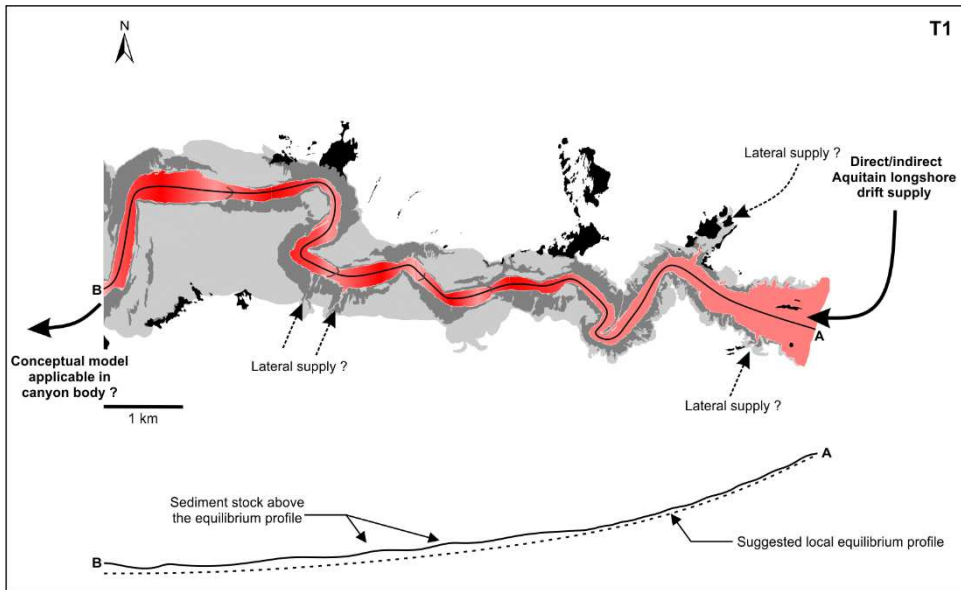 T1
N
Lateral supply ?
Direct/indirect
Aquitain longshore
drift supply
B
A
Conceptual model
applicable in
canyon body ?
Lateral supply ?
Lateral supply ?
1 km
A
Sediment stock above
the equilibrium profile
Suggested local equilibrium profile
B